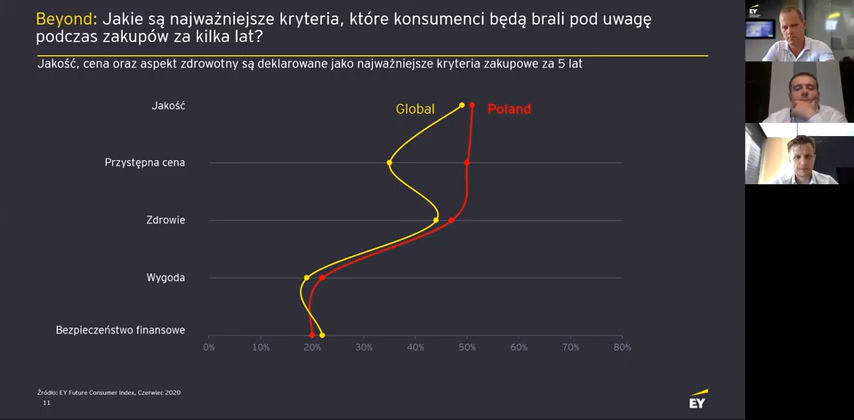 Beyond: Jakie są najważniejsze kryteria, które konsumenci będą brali pod uwagę
podczas zakupów za kilka lat?
Jakość, cena oraz aspekt zdrowotny są deklarowane jako najważniejsze kryteria zakupowe za 5 lat
Global
Poland
Jakość
Przystępna cena
Zdrowie
Wygoda
Bezpieczeństwo finansowe
0%
10%
20%
30%
40%
50%
60%
70%
80%
Źródło: EY Future Consumer Index, Czerwiec 2020
11
EY
EY